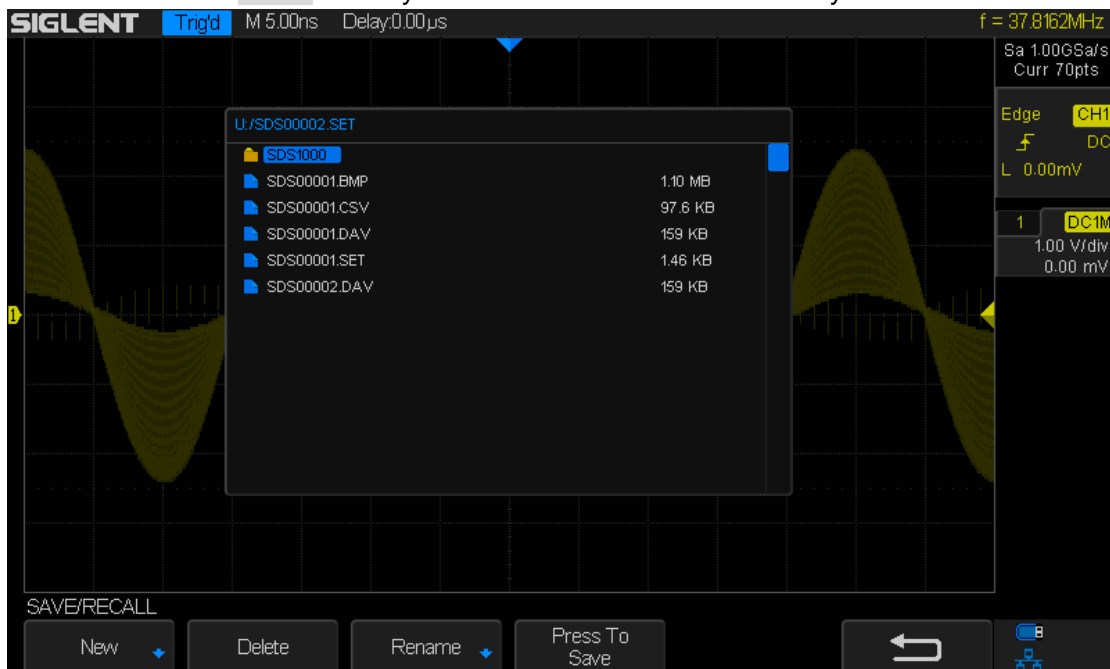 SIGLENT Trig'd M 5.00ns Delay:0.00µs f = 37.8162MHz
Sa 1.00GSa/s
Curr 70pts
Edge CH1
DC
L 0.00mV
1 DC1M
1.00 V/div
0.00 mV
U:/SDS00002.SET
SDS1000
SDS00001.BMP 1.10 MB
SDS00001.CSV 97.6 KB
SDS00001.DAV 159 KB
SDS00001.SET 1.46 KB
SDS00002.DAV 159 KB
1
SAVE/RECALL
New Delete Rename Press To
Save